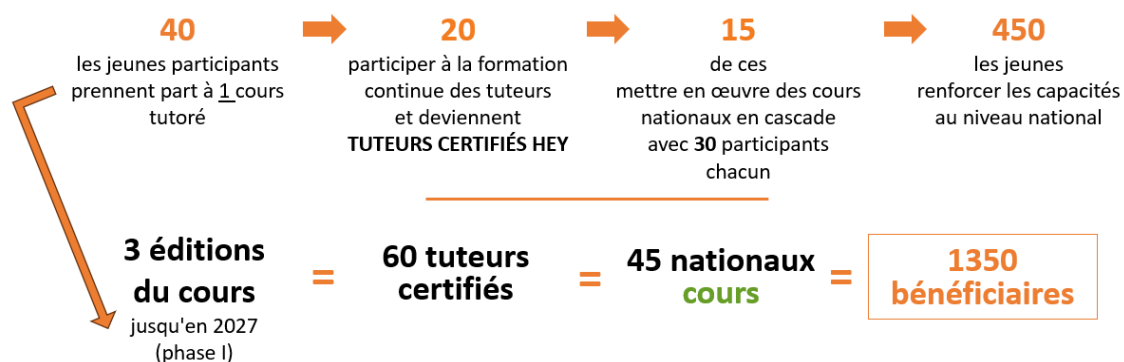 40
les jeunes participants
prennent part à 1 cours
tutoré
20
participer à la formation
continue des tuteurs
et deviennent
TUTEURS CERTIFIÉS HEY
15
de ces
mettre en œuvre des cours
nationaux en cascade
avec 30 participants
chacun
450
les jeunes
renforcer les capacités
au niveau national
3 éditions
du cours
jusqu'en 2027
(phase I)
=
60 tuteurs
certifiés
=
45 nationaux
cours
=
1350
bénéficiaires